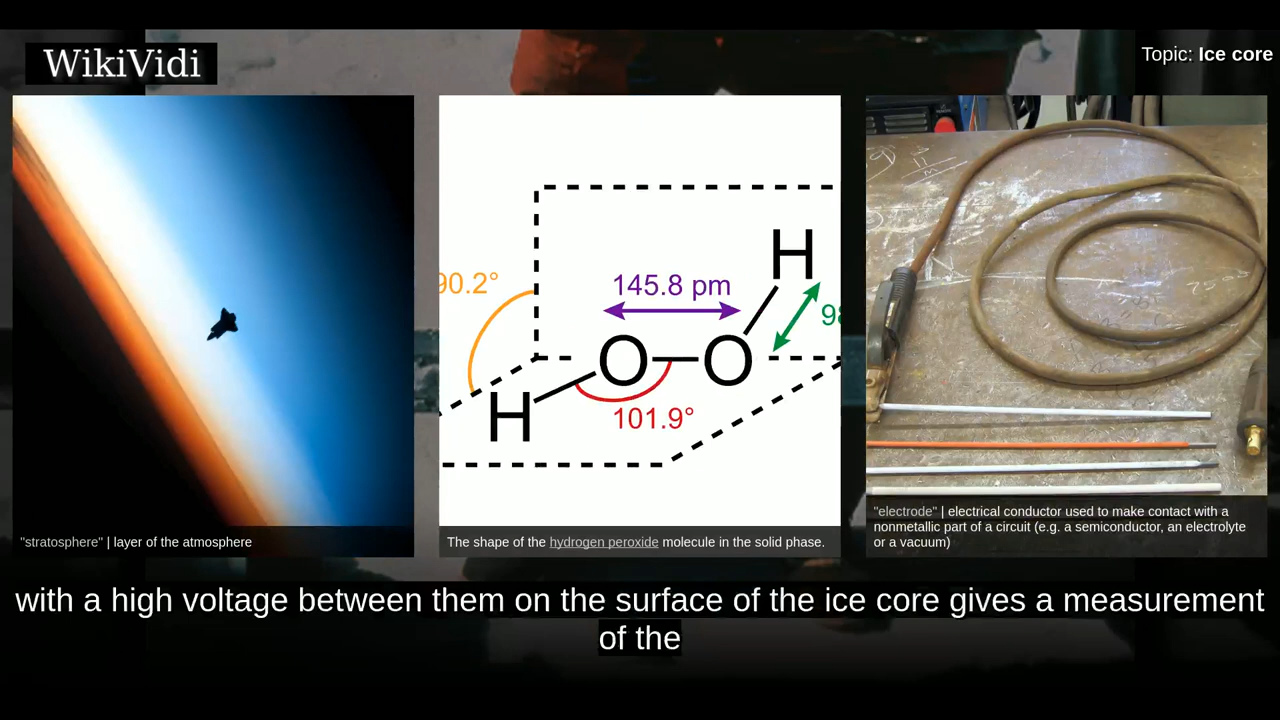 WikiVidi
Topic: Ice core
90.2°
145.8 pm
H
98
O
O
H
101.9°
"stratosphere" | layer of the atmosphere
The shape of the hydrogen peroxide molecule in the solid phase.
"electrode" | electrical conductor used to make contact with a
nonmetallic part of a circuit (e.g. a semiconductor, an electrolyte
or a vacuum)
with a high voltage between them on the surface of the ice core gives a measurement
of the